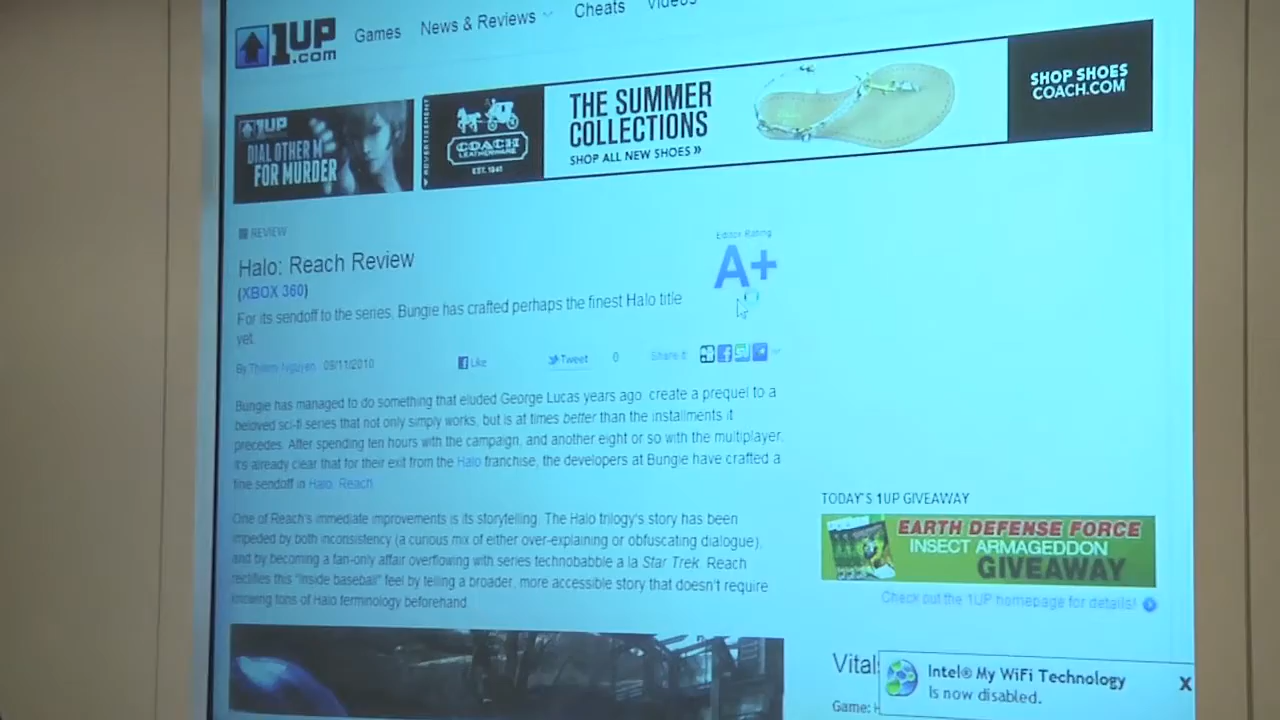 1UP
.com
Games
News & Reviews
Cheats
Videos
1UP
DIAL OTHER M
FOR MURDER
ADVERTISEMENT
COACH
LEATHERWARE
EST. 1941
THE SUMMER
COLLECTIONS
SHOP ALL NEW SHOES »
SHOP SHOES
COACH.COM
REVIEW
Halo: Reach Review
(XBOX 360)
For its sendoff to the series, Bungie has crafted perhaps the finest Halo title
yet.
Editor Rating
A+
By Thierry Nguyen 09/11/2010
Like
Tweet
0
Share it:
Bungie has managed to do something that eluded George Lucas years ago: create a prequel to a
beloved sci-fi series that not only simply works, but is at times better than the installments it
precedes. After spending ten hours with the campaign, and another eight or so with the multiplayer,
it's already clear that for their exit from the Halo franchise, the developers at Bungie have crafted a
fine sendoff in Halo: Reach.
One of Reach's immediate improvements is its storytelling. The Halo trilogy's story has been
impeded by both inconsistency (a curious mix of either over-explaining or obfuscating dialogue),
and by becoming a fan-only affair overflowing with series technobabble a la Star Trek. Reach
rectifies this "inside baseball" feel by telling a broader, more accessible story that doesn't require
knowing tons of Halo terminology beforehand.
TODAY'S 1UP GIVEAWAY
EARTH DEFENSE FORCE
INSECT ARMAGEDDON
GIVEAWAY
Check out the 1UP homepage for details!
Vital
Game: H
Intel® My WiFi Technology
Is now disabled.
X